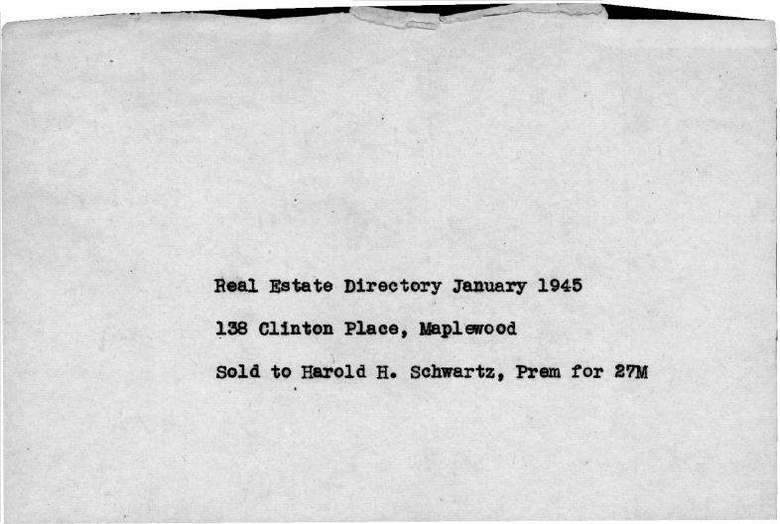 Real Estate Directory January 1945
138 Clinton Place, Maplewood
Sold to Harold H. Schwartz, Prem for 27M